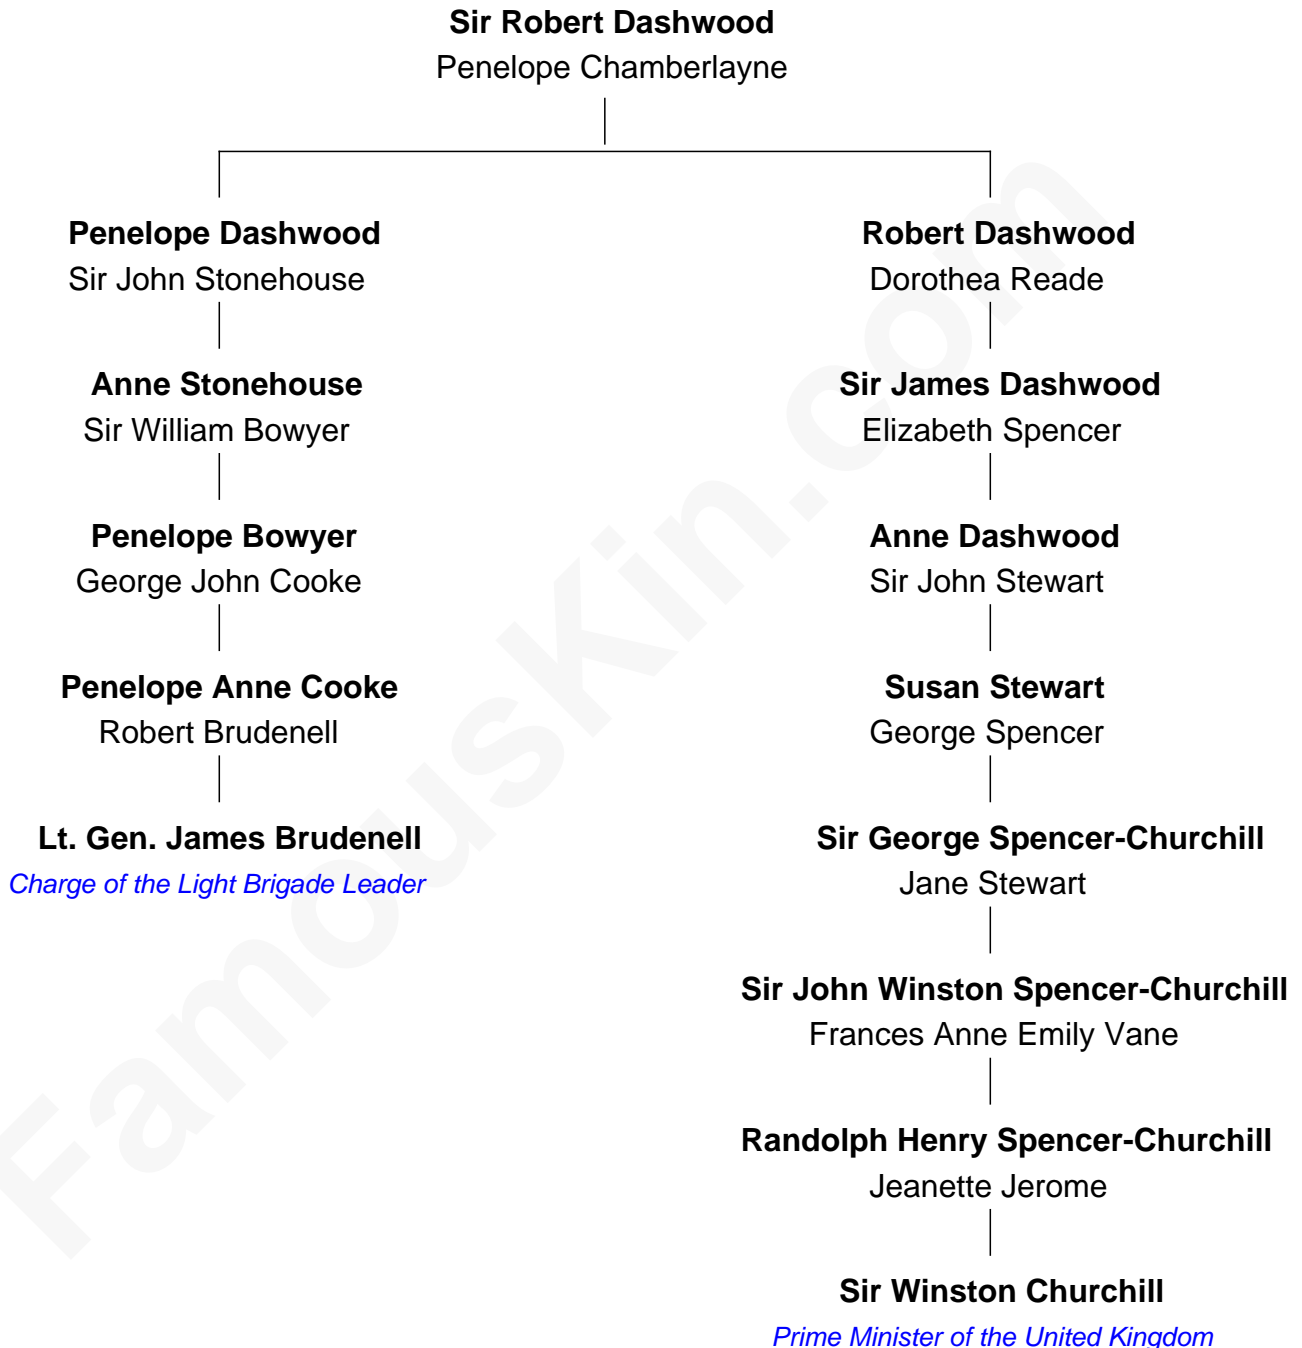 Sir Robert Dashwood
Penelope Chamberlayne
Penelope Dashwood
Sir John Stonehouse
Robert Dashwood
Dorothea Reade
Anne Stonehouse
Sir William Bowyer
Sir James Dashwood
Elizabeth Spencer
Penelope Bowyer
George John Cooke
Anne Dashwood
Sir John Stewart
Penelope Anne Cooke
Robert Brudenell
Susan Stewart
George Spencer
Lt. Gen. James Brudenell
Charge of the Light Brigade Leader
Sir George Spencer-Churchill
Jane Stewart
Sir John Winston Spencer-Churchill
Frances Anne Emily Vane
Randolph Henry Spencer-Churchill
Jeanette Jerome
Sir Winston Churchill
Prime Minister of the United Kingdom
FamousKin.com